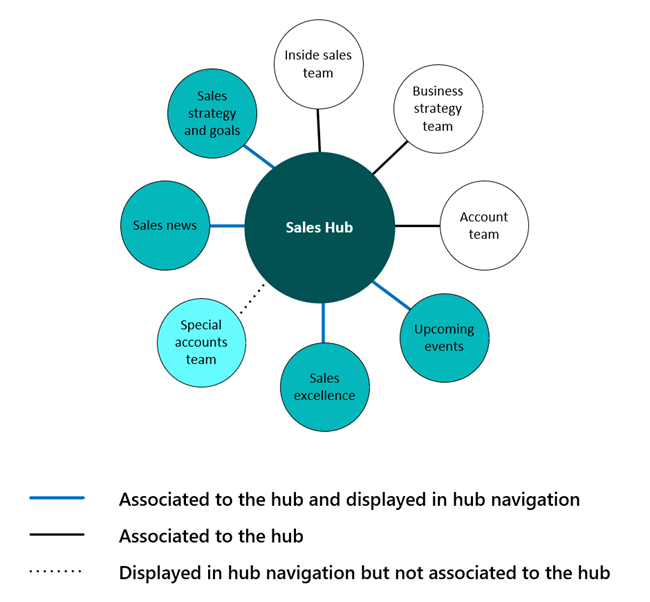 Inside sales
team
Business
strategy
team
Sales
strategy
and goals
Sales news
Sales Hub
Account
team
Special
accounts
team
Upcoming
events
Sales
excellence
Associated to the hub and displayed in hub navigation
Associated to the hub
Displayed in hub navigation but not associated to the hub